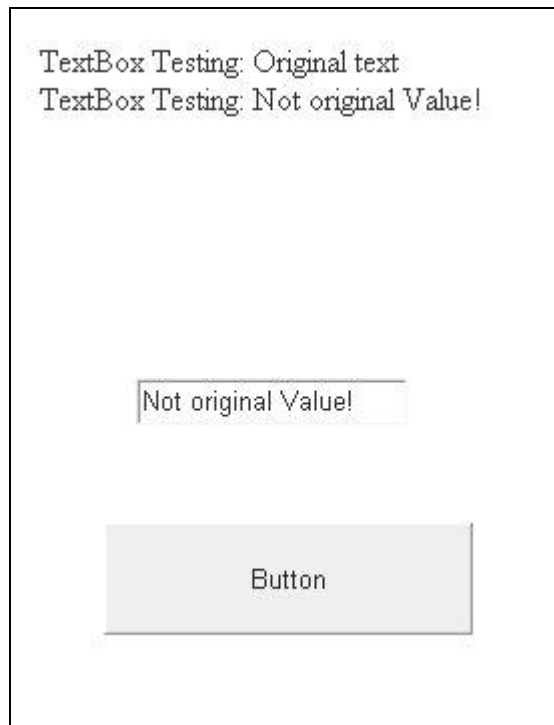 TextBox Testing: Original text
TextBox Testing: Not original Value!
Not original Value!
Button